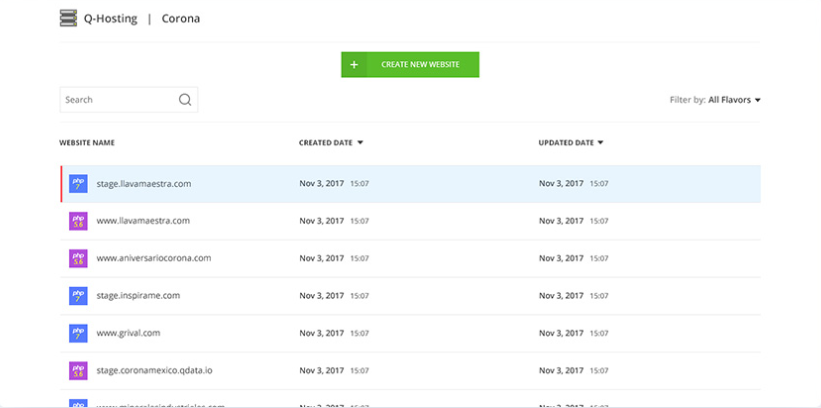 Q-Hosting | Corona
+ CREATE NEW WEBSITE
Search
Filter by: All Flavors
WEBSITE NAME CREATED DATE UPDATED DATE
php 7 stage.llavamaestra.com Nov 3, 2017 15:07 Nov 3, 2017 15:07
php 5.6 www.llavamaestra.com Nov 3, 2017 15:07 Nov 3, 2017 15:07
php 5.6 www.aniversariocorona.com Nov 3, 2017 15:07 Nov 3, 2017 15:07
php 7 stage.inspirame.com Nov 3, 2017 15:07 Nov 3, 2017 15:07
php 7 www.grival.com Nov 3, 2017 15:07 Nov 3, 2017 15:07
php 5.6 stage.coronamexico.qdata.io Nov 3, 2017 15:07 Nov 3, 2017 15:07